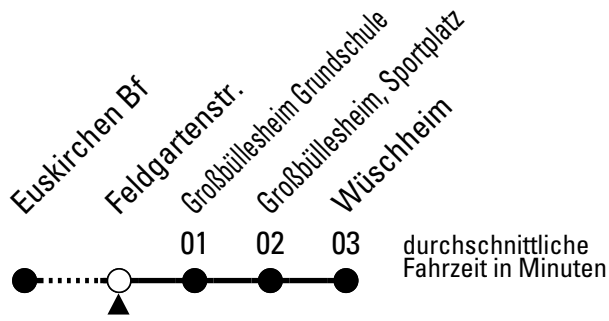 Euskirchen Bf
Feldgartenstr.
Großbüllesheim Grundschule
Großbüllesheim, Sportplatz
Wüschheim
01 02 03
durchschnittliche
Fahrzeit in Minuten